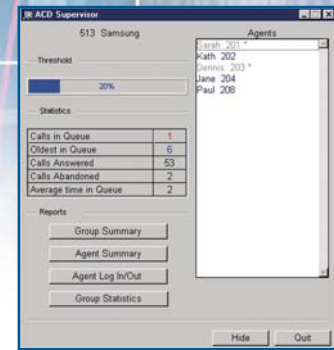 ACD Supervisor
513 Samsung
Agents
Sarah 201 *
Kath 202
Dennis 203 *
Jane 204
Paul 208
Threshold
20%
Statistics
Calls in Queue 1
Oldest in Queue 6
Calls Answered 53
Calls Abandoned 2
Average time in Queue 2
Reports
Group Summary
Agent Summary
Agent Log In/Out
Group Statistics
Hide
Quit